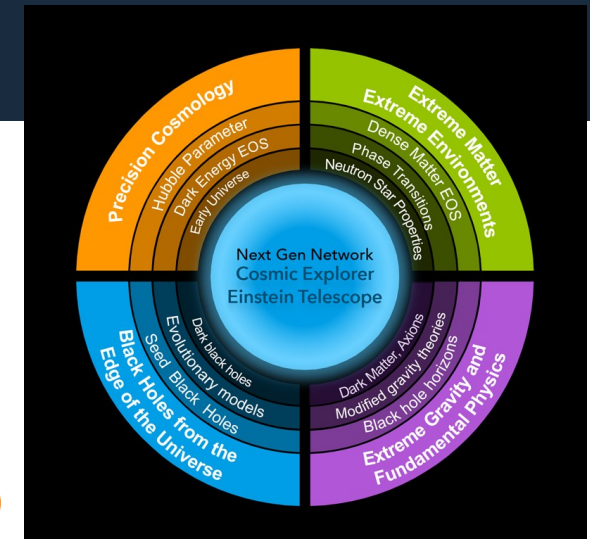 Precision Cosmology
Hubble Parameter
Dark Energy EOS
Early Universe
Extreme Matter
Extreme Environments
Dense Matter EOS
Phase Transitions
Neutron Star Properties
Next Gen Network
Cosmic Explorer
Einstein Telescope
Dark black holes
Evolutionary models
Seed Black Holes
Black Holes from the
Edge of the Universe
Dark Matter, Axions
Modified gravity theories
Black hole horizons
Extreme Gravity and
Fundamental Physics